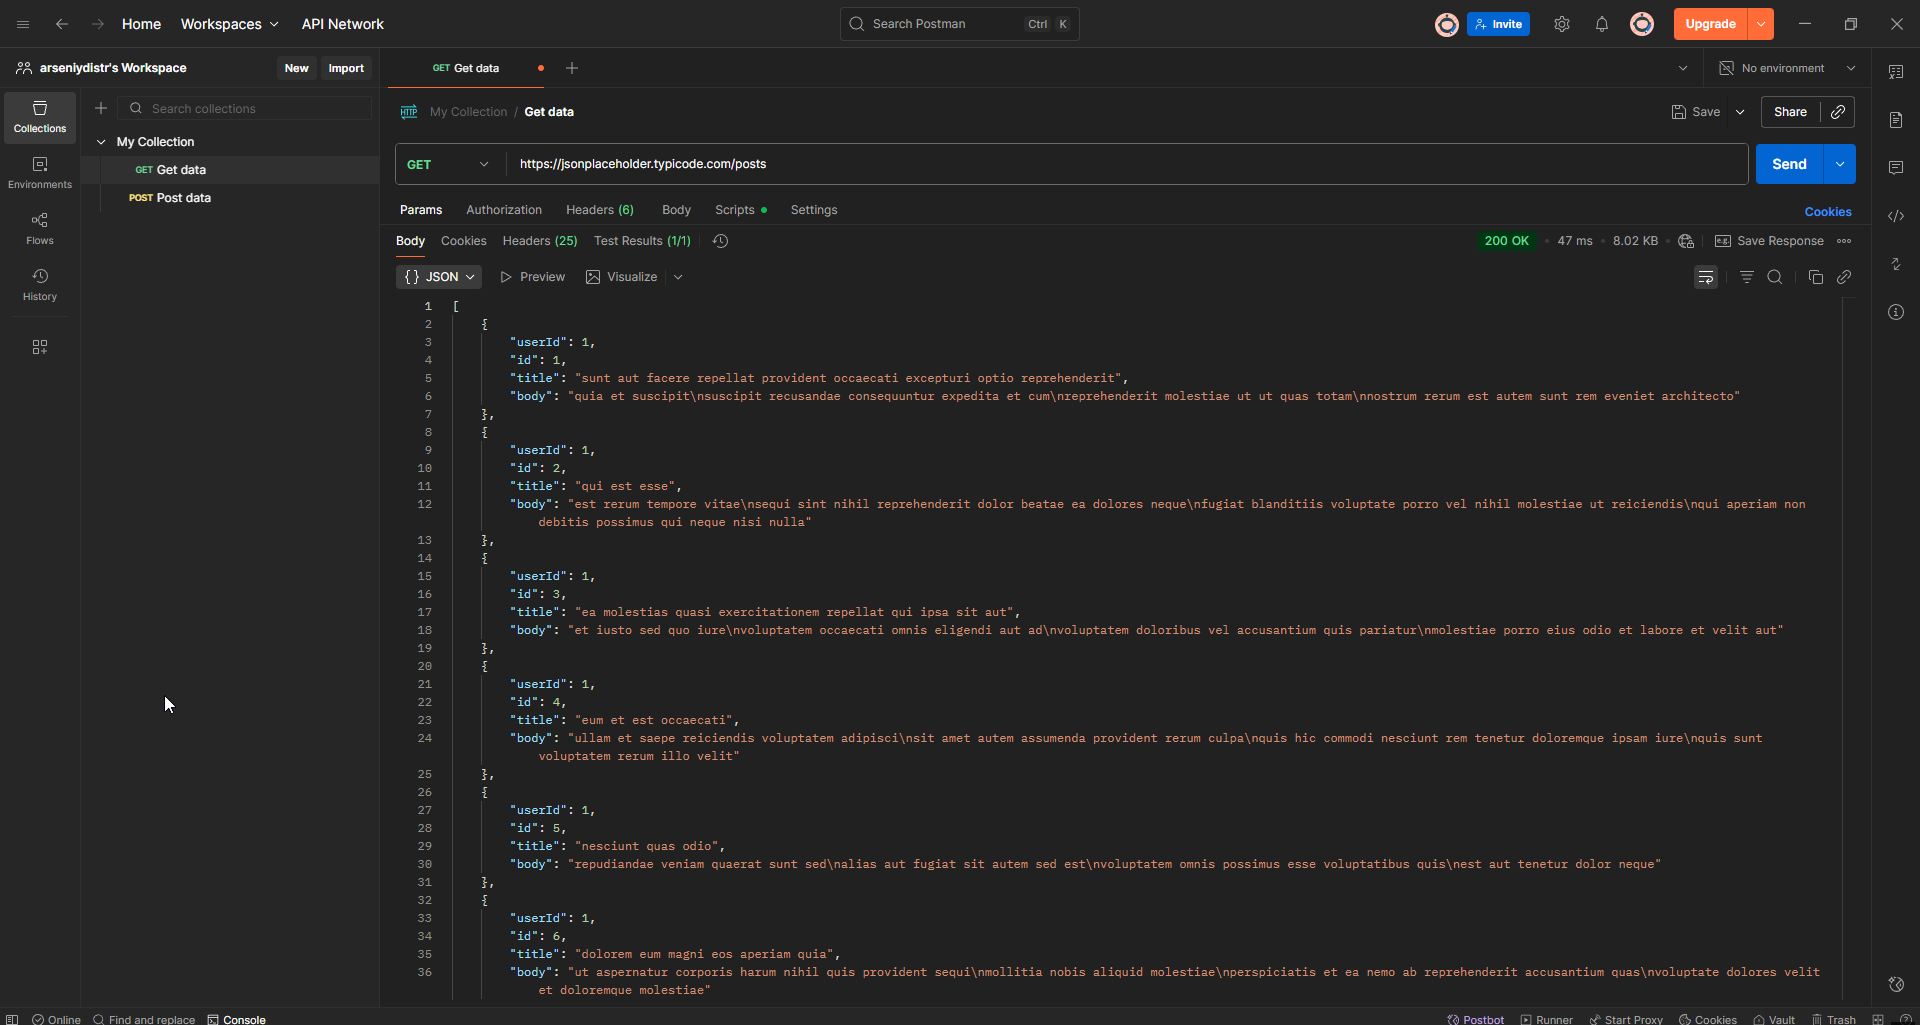 Home Workspaces API Network Search Postman Ctrl K Invite Upgrade
arseniydistr's Workspace New Import GET Get data No environment
Collections
Environments
Flows
History
Search collections
My Collection
GET Get data
POST Post data
HTTP My Collection / Get data Save Share
GET https://jsonplaceholder.typicode.com/posts Send
Params Authorization Headers (6) Body Scripts Settings Cookies
Body Cookies Headers (25) Test Results (1/1) 200 OK 47 ms 8.02 KB e.g. Save Response
{} JSON Preview Visualize
1 [
2 {
3 "userId": 1,
4 "id": 1,
5 "title": "sunt aut facere repellat provident occaecati excepturi optio reprehenderit",
6 "body": "quia et suscipit\nsuscipit recusandae consequuntur expedita et cum\nreprehenderit molestiae ut ut quas totam\nnostrum rerum est autem sunt rem eveniet architecto"
7 },
8 {
9 "userId": 1,
10 "id": 2,
11 "title": "qui est esse",
12 "body": "est rerum tempore vitae\nsequi sint nihil reprehenderit dolor beatae ea dolores neque\nfugiat blanditiis voluptate porro vel nihil molestiae ut reiciendis\nqui aperiam non
debitis possimus qui neque nisi nulla"
13 },
14 {
15 "userId": 1,
16 "id": 3,
17 "title": "ea molestias quasi exercitationem repellat qui ipsa sit aut",
18 "body": "et iusto sed quo iure\nvoluptatem occaecati omnis eligendi aut ad\nvoluptatem doloribus vel accusantium quis pariatur\nmolestiae porro eius odio et labore et velit aut"
19 },
20 {
21 "userId": 1,
22 "id": 4,
23 "title": "eum et est occaecati",
24 "body": "ullam et saepe reiciendis voluptatem adipisci\nsit amet autem assumenda provident rerum culpa\nquis hic commodi nesciunt rem tenetur doloremque ipsam iure\nquis sunt
voluptatem rerum illo velit"
25 },
26 {
27 "userId": 1,
28 "id": 5,
29 "title": "nesciunt quas odio",
30 "body": "repudiandae veniam quaerat sunt sed\nalias aut fugiat sit autem sed est\nvoluptatem omnis possimus esse voluptatibus quis\nest aut tenetur dolor neque"
31 },
32 {
33 "userId": 1,
34 "id": 6,
35 "title": "dolorem eum magni eos aperiam quia",
36 "body": "ut aspernatur corporis harum nihil quis provident sequi\nmollitia nobis aliquid molestiae\nperspiciatis et ea nemo ab reprehenderit accusantium quas\nvoluptate dolores velit
et doloremque molestiae"
Online Find and replace Console Postbot Runner Start Proxy Cookies Vault Trash